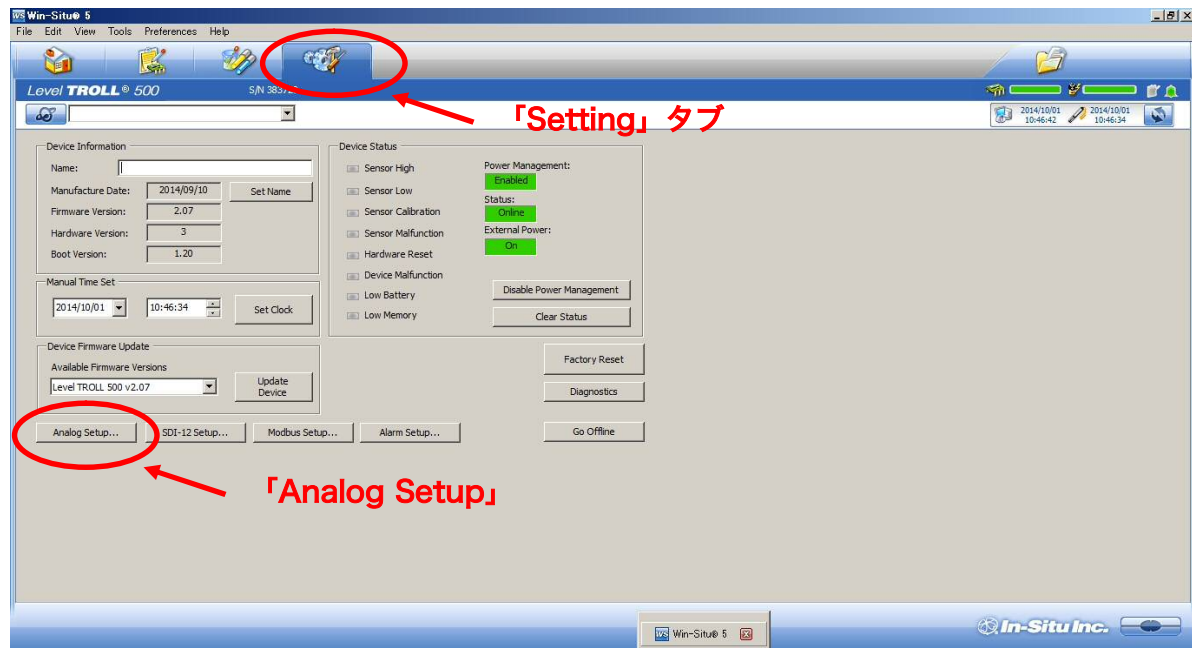 Win-Situ® 5
File Edit View Tools Preferences Help
Level TROLL® 500
2014/10/01 10:46:42
2014/10/01 10:46:34
「Setting」タブ
Device Information
Name:
Manufacture Date: 2014/09/10 Set Name
Firmware Version: 2.07
Hardware Version: 3
Boot Version: 1.20
Manual Time Set
2014/10/01 10:46:34 Set Clock
Device Firmware Update
Available Firmware Versions
Level TROLL 500 v2.07
Update Device
Device Status
Sensor High
Sensor Low
Sensor Calibration
Sensor Malfunction
Hardware Reset
Device Malfunction
Low Battery
Low Memory
Power Management:
Enabled
Status:
Online
External Power:
On
Disable Power Management
Clear Status
Factory Reset
Diagnostics
Analog Setup... SDI-12 Setup... Modbus Setup... Alarm Setup... Go Offline
「Analog Setup」
In-Situ Inc.
WS Win-Situ® 5